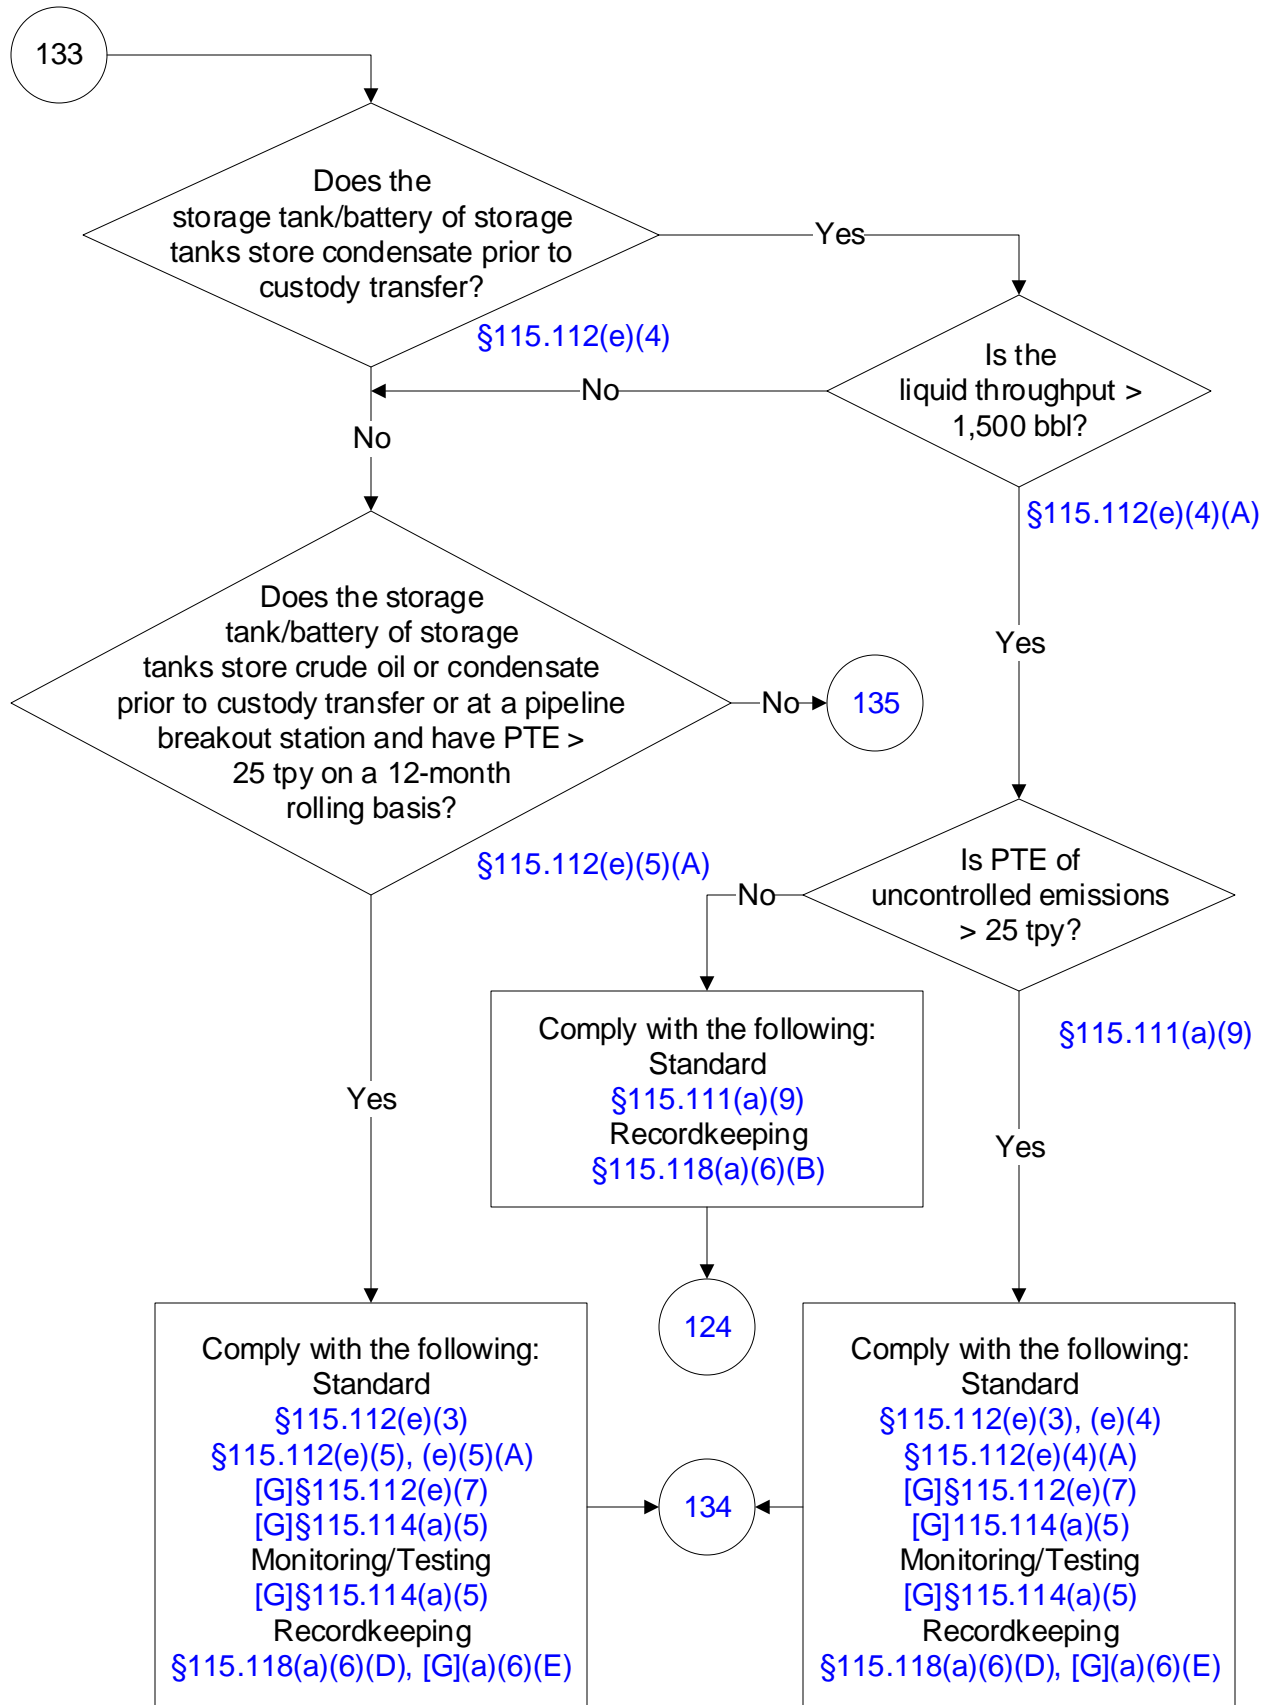 133
Does the
storage tank/battery of storage
tanks store condensate prior to
custody transfer?
Yes
§115.112(e)(4)
Is the
liquid throughput >
1,500 bbl?
No
No
§115.112(e)(4)(A)
Does the storage
tank/battery of storage
tanks store crude oil or condensate
prior to custody transfer or at a pipeline
breakout station and have PTE >
25 tpy on a 12-month
rolling basis?
Yes
No
135
§115.112(e)(5)(A)
Is PTE of
uncontrolled emissions
> 25 tpy?
No
§115.111(a)(9)
Comply with the following:
Standard
§115.111(a)(9)
Recordkeeping
§115.118(a)(6)(B)
Yes
Yes
124
Comply with the following:
Standard
§115.112(e)(3)
§115.112(e)(5), (e)(5)(A)
[G]§115.112(e)(7)
[G]§115.114(a)(5)
Monitoring/Testing
[G]§115.114(a)(5)
Recordkeeping
§115.118(a)(6)(D), [G](a)(6)(E)
134
Comply with the following:
Standard
§115.112(e)(3), (e)(4)
§115.112(e)(4)(A)
[G]§115.112(e)(7)
[G]115.114(a)(5)
Monitoring/Testing
[G]§115.114(a)(5)
Recordkeeping
§115.118(a)(6)(D), [G](a)(6)(E)